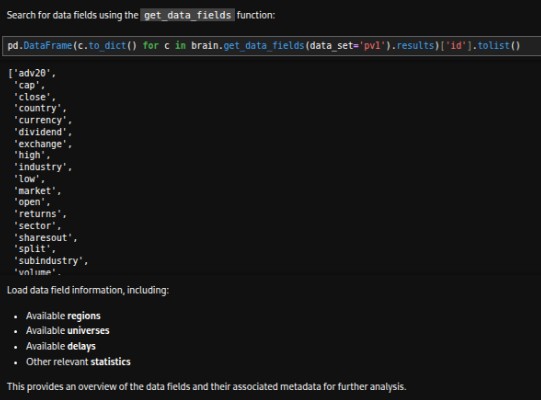 Search for data fields using the get_data_fields function:
pd.DataFrame(c.to_dict() for c in brain.get_data_fields(data_set='pv1').results)['id'].tolist()
['adv20',
'cap',
'close',
'country',
'currency',
'dividend',
'exchange',
'high',
'industry',
'low',
'market',
'open',
'returns',
'sector',
'sharesout',
'split',
'subindustry',
'volume',
Load data field information, including:
• Available regions
• Available universes
• Available delays
• Other relevant statistics
This provides an overview of the data fields and their associated metadata for further analysis.